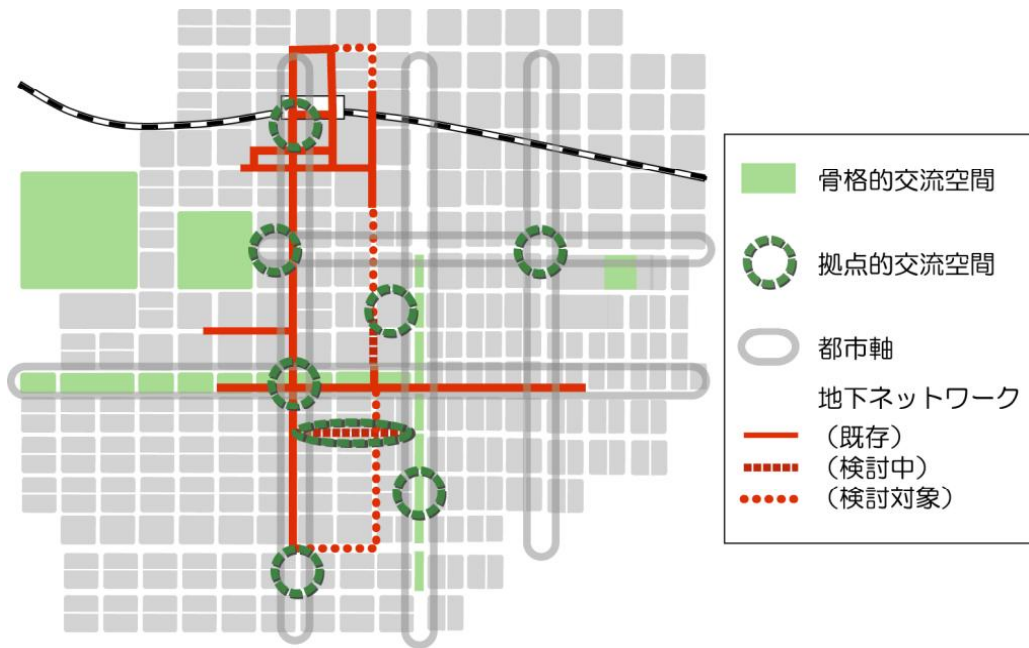 骨格的交流空間
拠点的交流空間
都市軸
地下ネットワーク
（既存）
（検討中）
（検討対象）